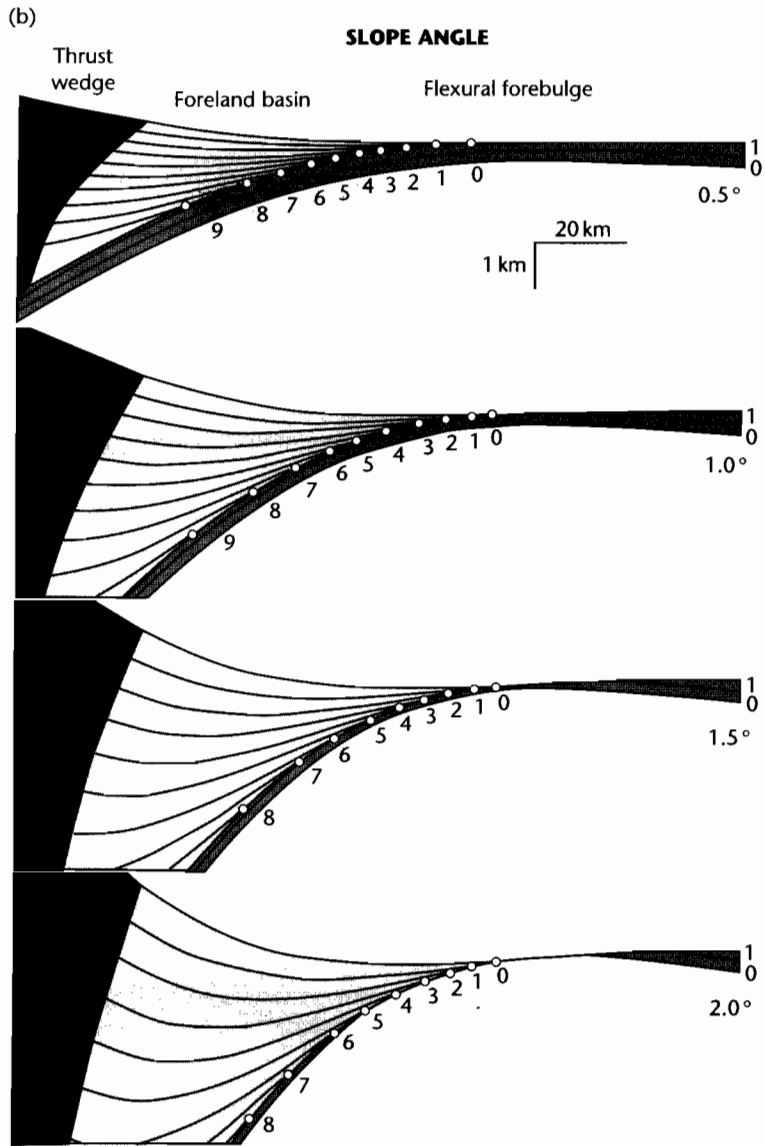 (b)
SLOPE ANGLE
Thrust
wedge
Foreland basin
Flexural forebulge
1
0
9 8 7 6 5 4 3 2 1 0
0.5°
20 km
1 km
1
0
9 8 7 6 5 4 3 2 1 0
1.0°
1
0
8 7 6 5 4 3 2 1 0
1.5°
1
0
8 7 6 5 4 3 2 1 0
2.0°